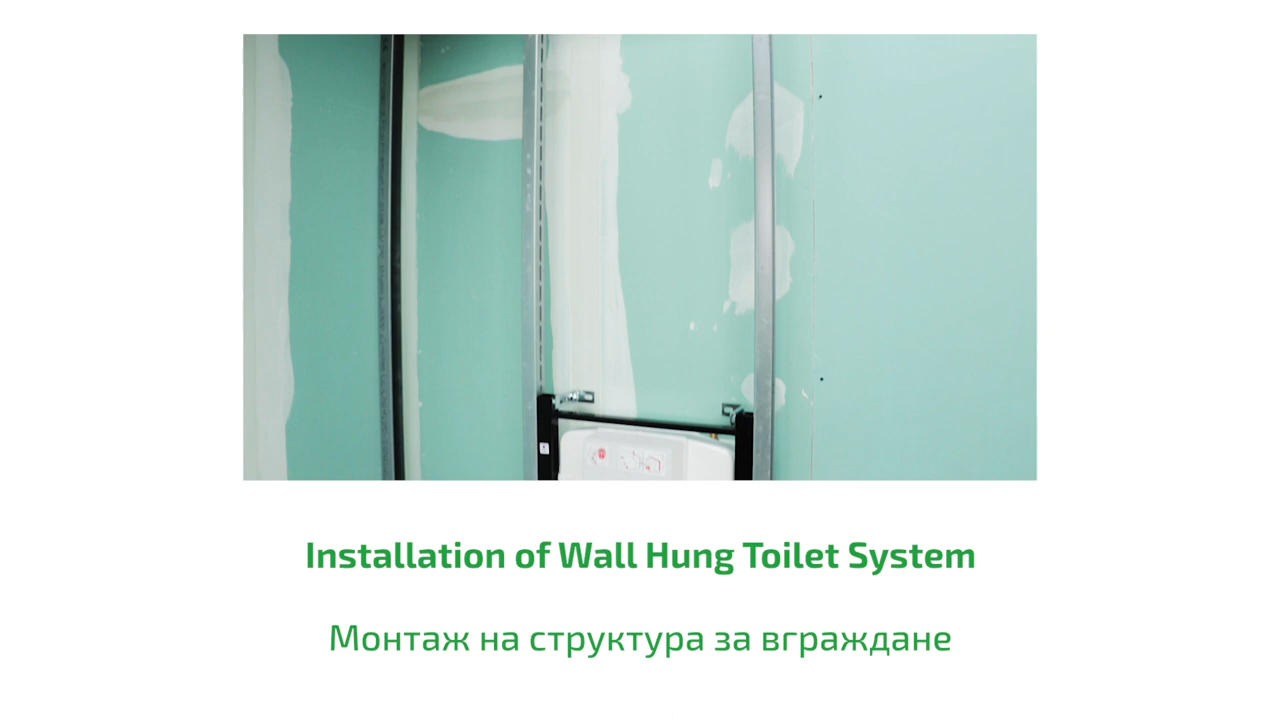 Installation of Wall Hung Toilet System
Монтаж на структура за вграждане